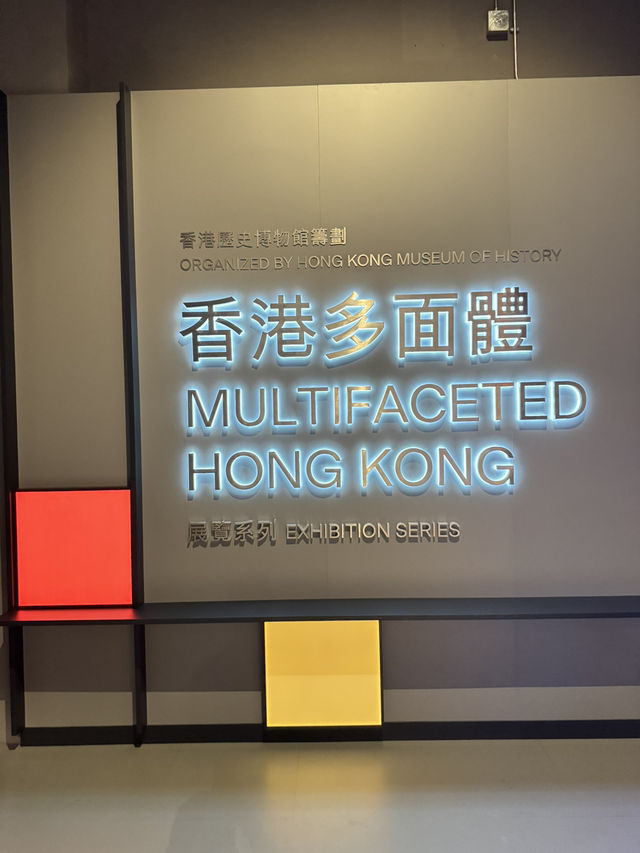 香港歷史博物館籌劃
ORGANIZED BY HONG KONG MUSEUM OF HISTORY
香港多面體
MULTIFACETED
HONG KONG
展覽系列 EXHIBITION SERIES